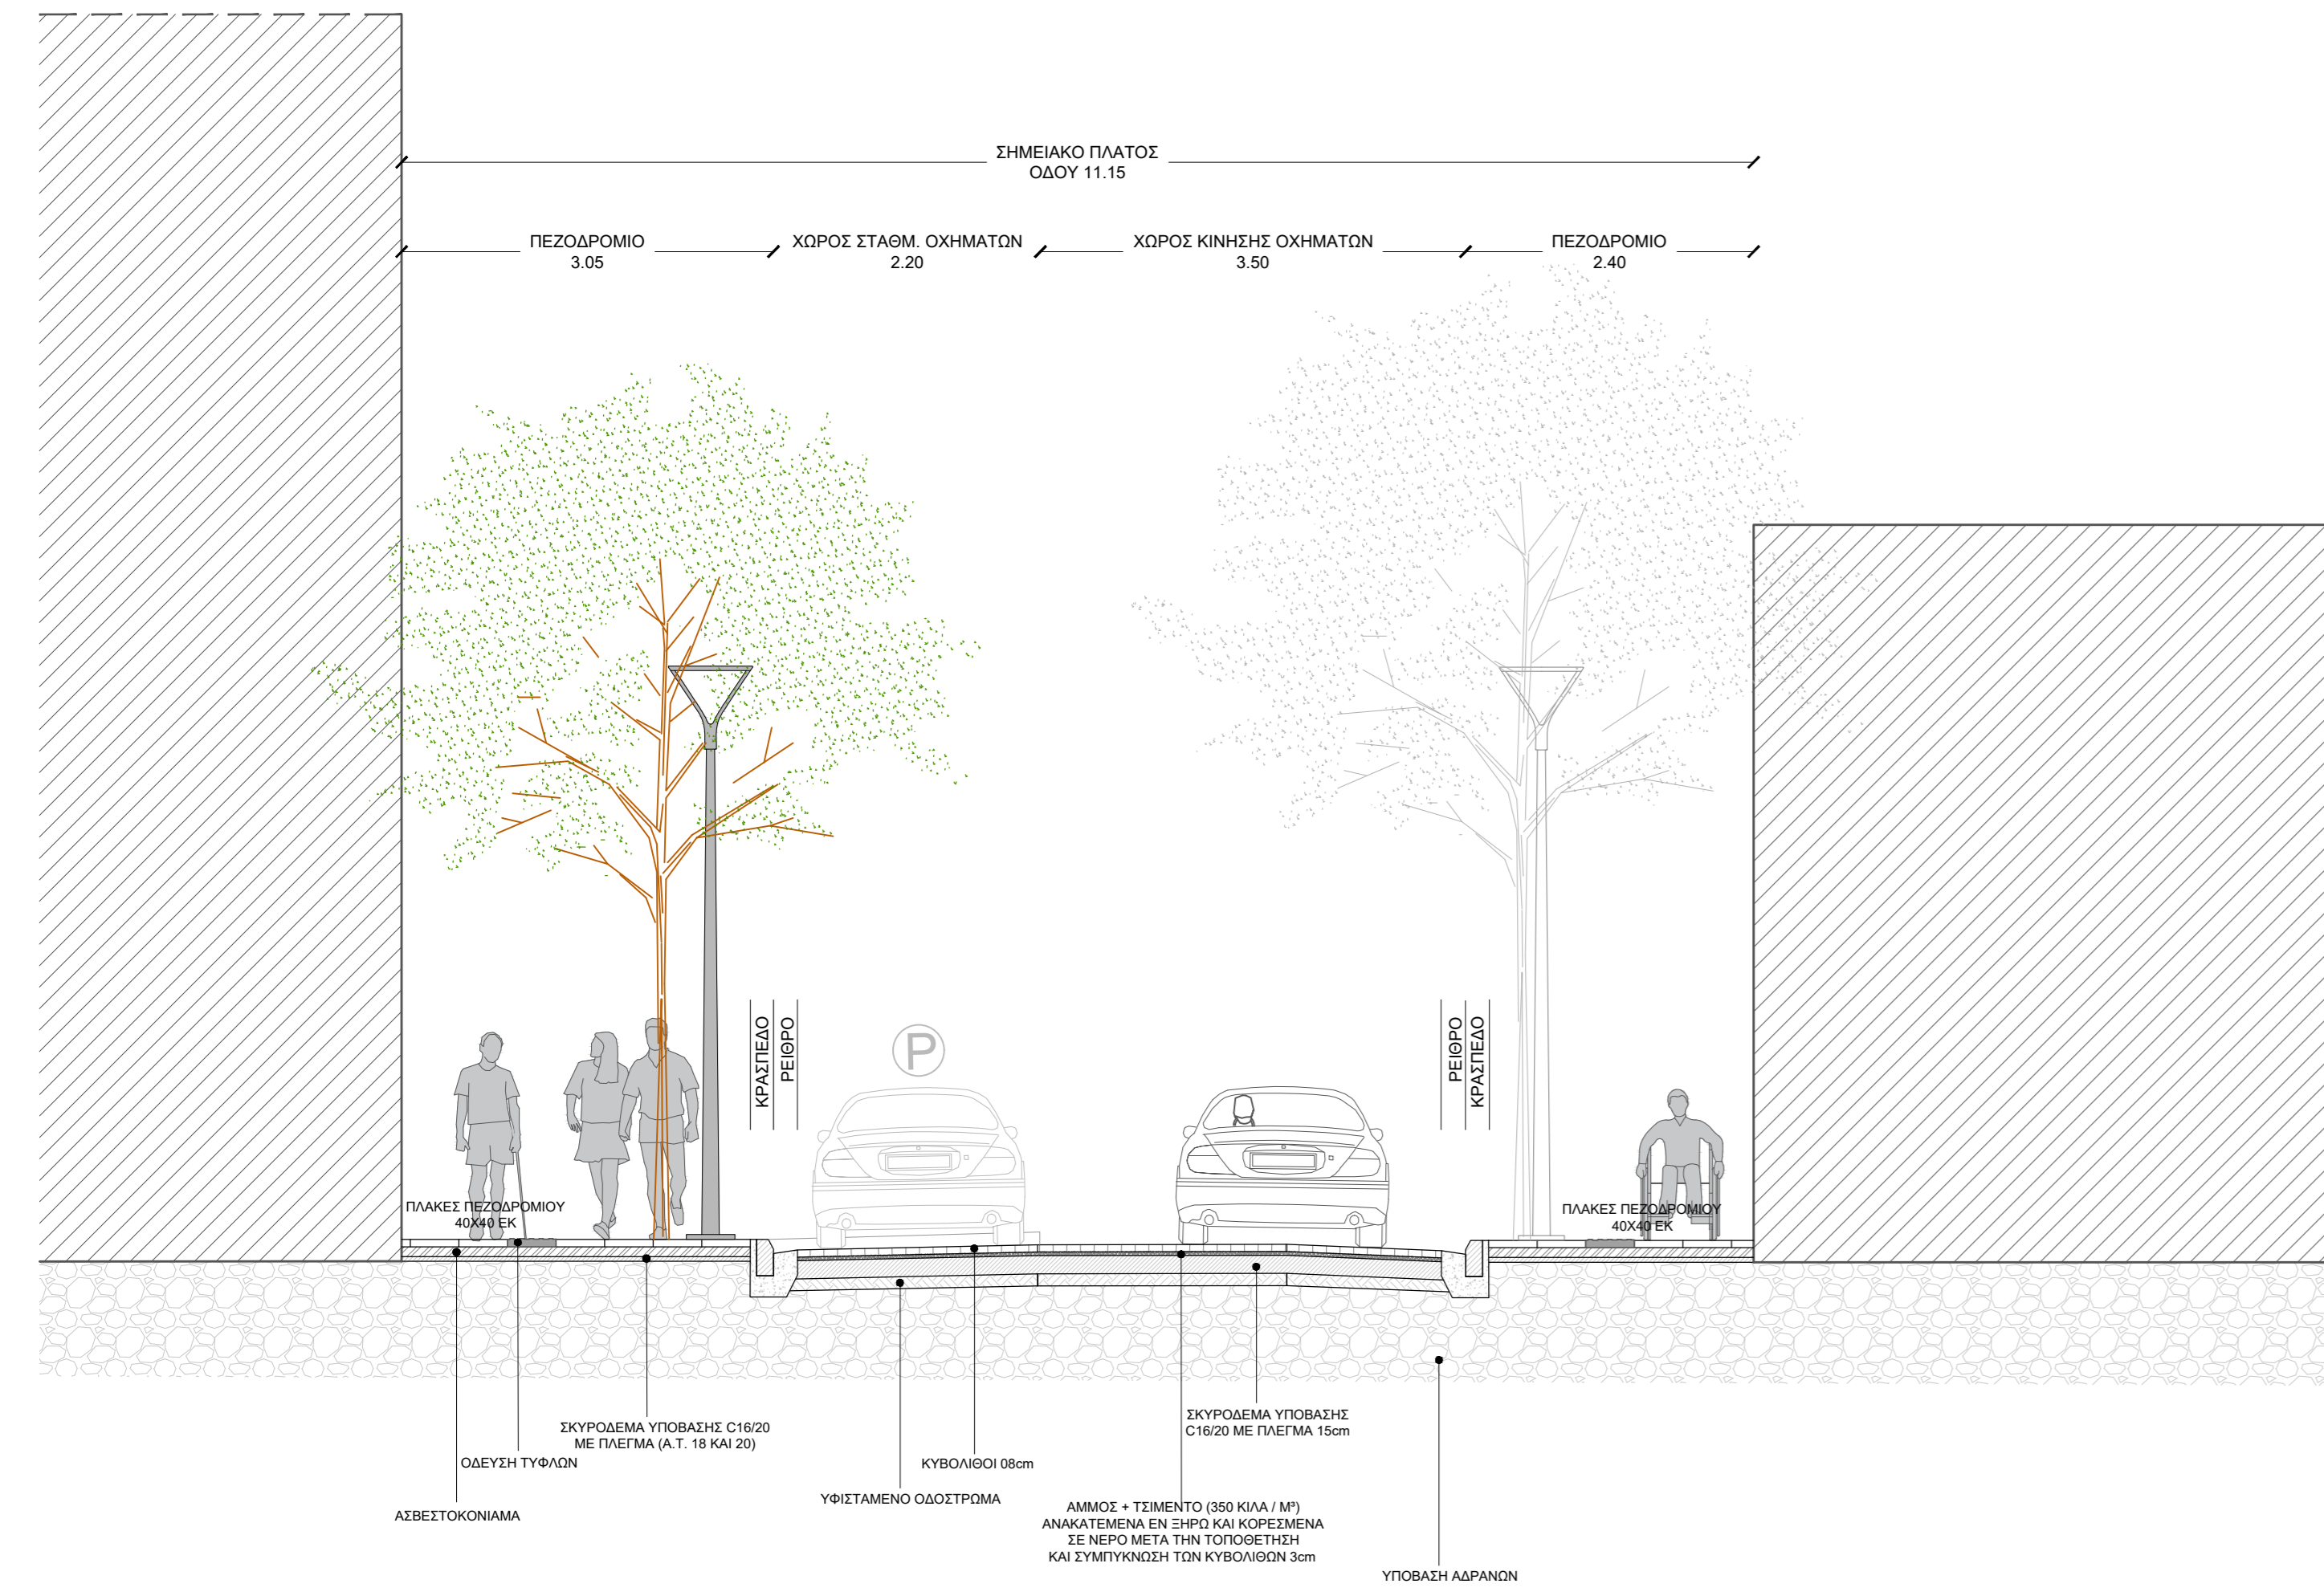 ΣΗΜΕΙΑΚΟ ΠΛΑΤΟΣ
ΟΔΟΥ 11.15
ΠΕΖΟΔΡΟΜΙΟ
3.05
ΧΩΡΟΣ ΣΤΑΘΜ. ΟΧΗΜΑΤΩΝ
2.20
ΧΩΡΟΣ ΚΙΝΗΣΗΣ ΟΧΗΜΑΤΩΝ
3.50
ΠΕΖΟΔΡΟΜΙΟ
2.40
ΚΡΑΣΠΕΔΟ
ΡΕΙΘΡΟ
P
ΡΕΙΘΡΟ
ΚΡΑΣΠΕΔΟ
ΠΛΑΚΕΣ ΠΕΖΟΔΡΟΜΙΟΥ
40Χ40 ΕΚ
ΠΛΑΚΕΣ ΠΕΖΟΔΡΟΜΙΟΥ
40Χ40 ΕΚ
ΣΚΥΡΟΔΕΜΑ ΥΠΟΒΑΣΗΣ C16/20
ΜΕ ΠΛΕΓΜΑ (Α.Τ. 18 ΚΑΙ 20)
ΟΔΕΥΣΗ ΤΥΦΛΩΝ
ΑΣΒΕΣΤΟΚΟΝΙΑΜΑ
ΚΥΒΟΛΙΘΟΙ 08cm
ΥΦΙΣΤΑΜΕΝΟ ΟΔΟΣΤΡΩΜΑ
ΣΚΥΡΟΔΕΜΑ ΥΠΟΒΑΣΗΣ
C16/20 ΜΕ ΠΛΕΓΜΑ 15cm
ΑΜΜΟΣ + ΤΣΙΜΕΝΤΟ (350 ΚΙΛΑ / Μ³)
ΑΝΑΚΑΤΕΜΕΝΑ ΕΝ ΞΗΡΩ ΚΑΙ ΚΟΡΕΣΜΕΝΑ
ΣΕ ΝΕΡΟ ΜΕΤΑ ΤΗΝ ΤΟΠΟΘΕΤΗΣΗ
ΚΑΙ ΣΥΜΠΥΚΝΩΣΗ ΤΩΝ ΚΥΒΟΛΙΘΩΝ 3cm
ΥΠΟΒΑΣΗ ΑΔΡΑΝΩΝ